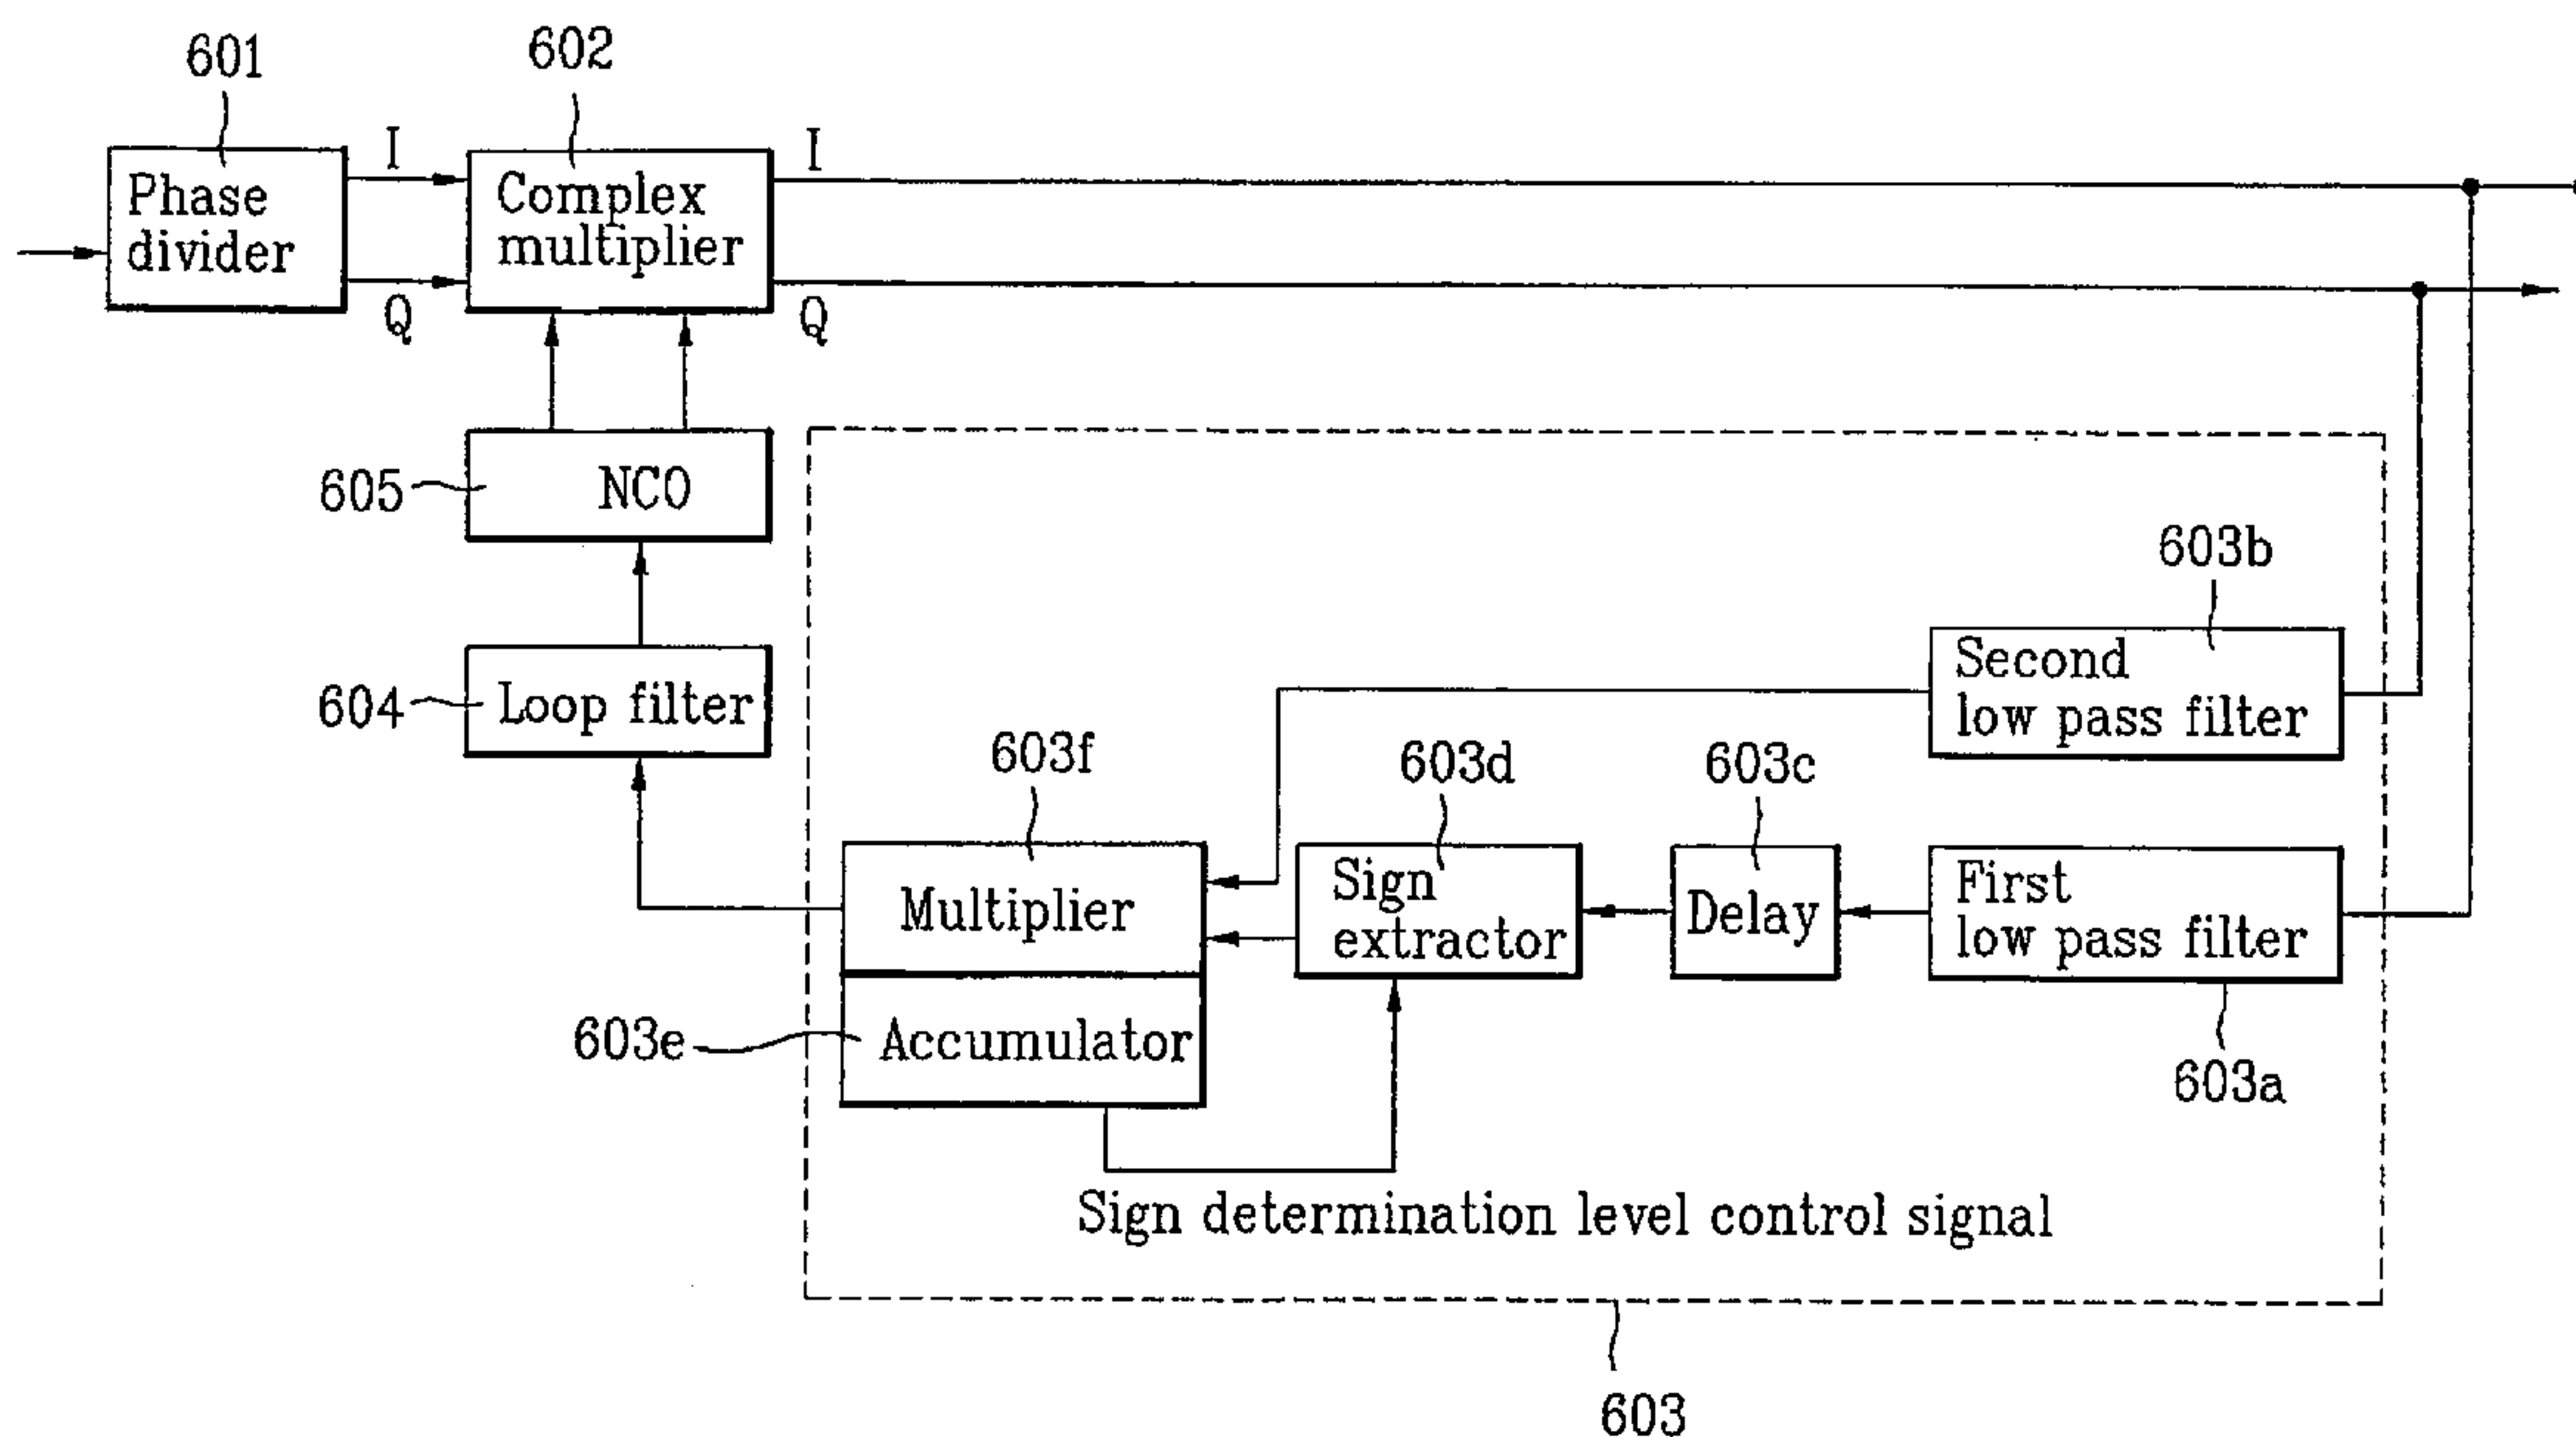 601
602
I
I
Phase
divider
Complex
multiplier
Q
Q
605
NCO
603b
Second
low pass filter
604
Loop filter
603f
603d
603c
Multiplier
Sign
extractor
Delay
First
low pass filter
603e
Accumulator
603a
Sign determination level control signal
603